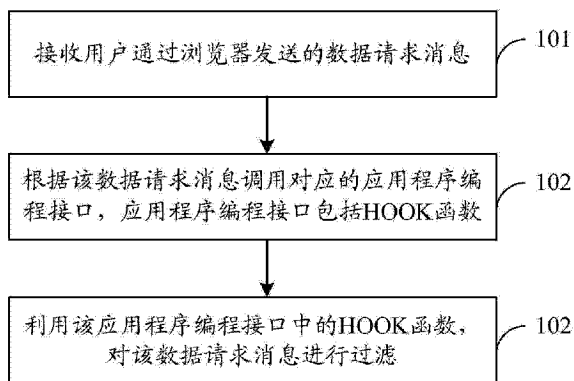 接收用户通过浏览器发送的数据请求消息
101
根据该数据请求消息调用对应的应用程序编
程接口，应用程序编程接口包括HOOK函数
102
利用该应用程序编程接口中的HOOK函数，
对该数据请求消息进行过滤
102